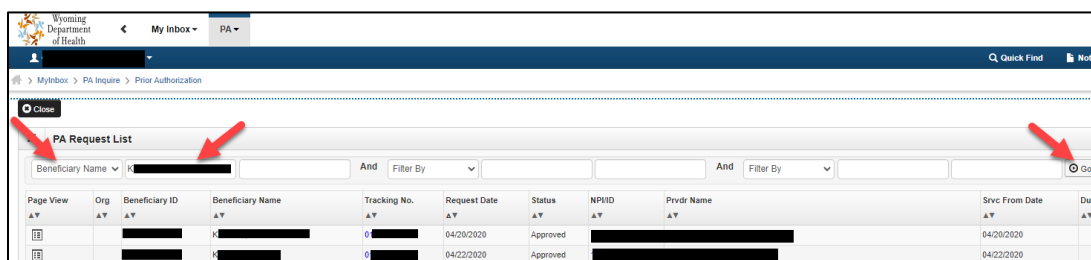 Wyoming
Department
of Health
My Inbox
PA
Quick Find
Not
MyInbox > PA Inquire > Prior Authorization
Close
PA Request List
Beneficiary Name K And Filter By And Filter By Go
Page View Org Beneficiary ID Beneficiary Name Tracking No. Request Date Status NPI/ID Prvdr Name Srvc From Date Du
K 01 04/20/2020 Approved 04/20/2020
K 0 04/22/2020 Approved 04/22/2020